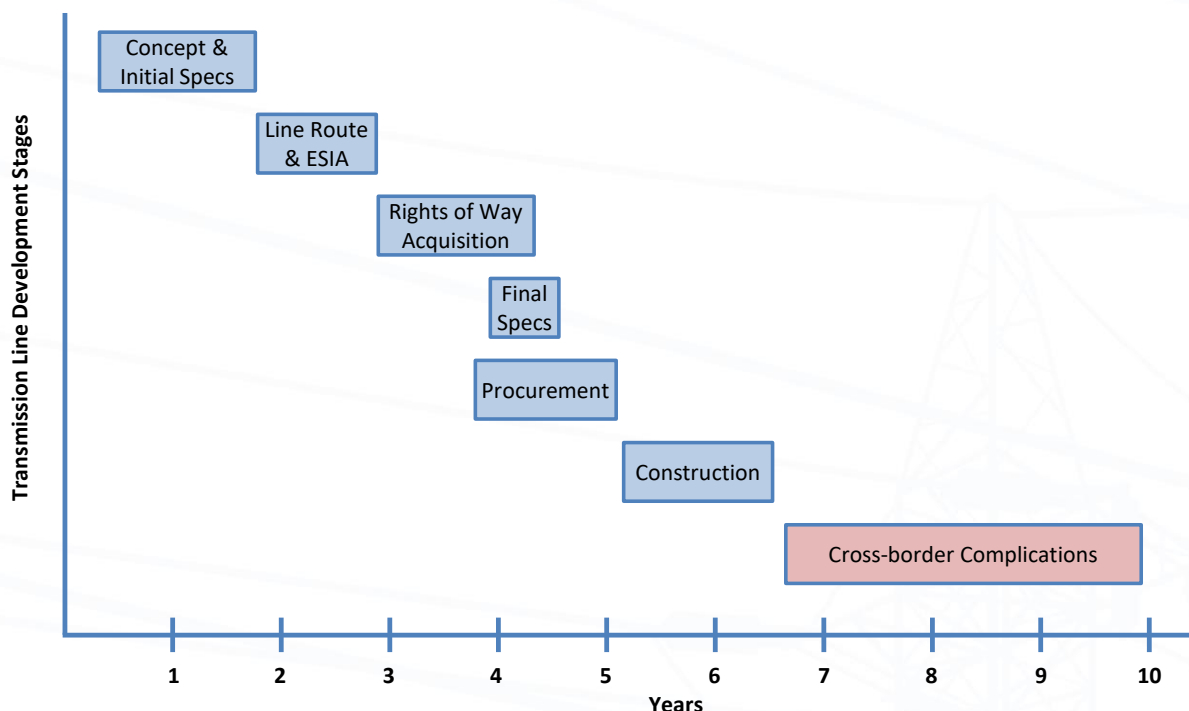 Transmission Line Development Stages
Concept &
Initial Specs
Line Route
& ESIA
Rights of Way
Acquisition
Final
Specs
Procurement
Construction
Cross-border Complications
1 2 3 4 5 6 7 8 9 10
Years